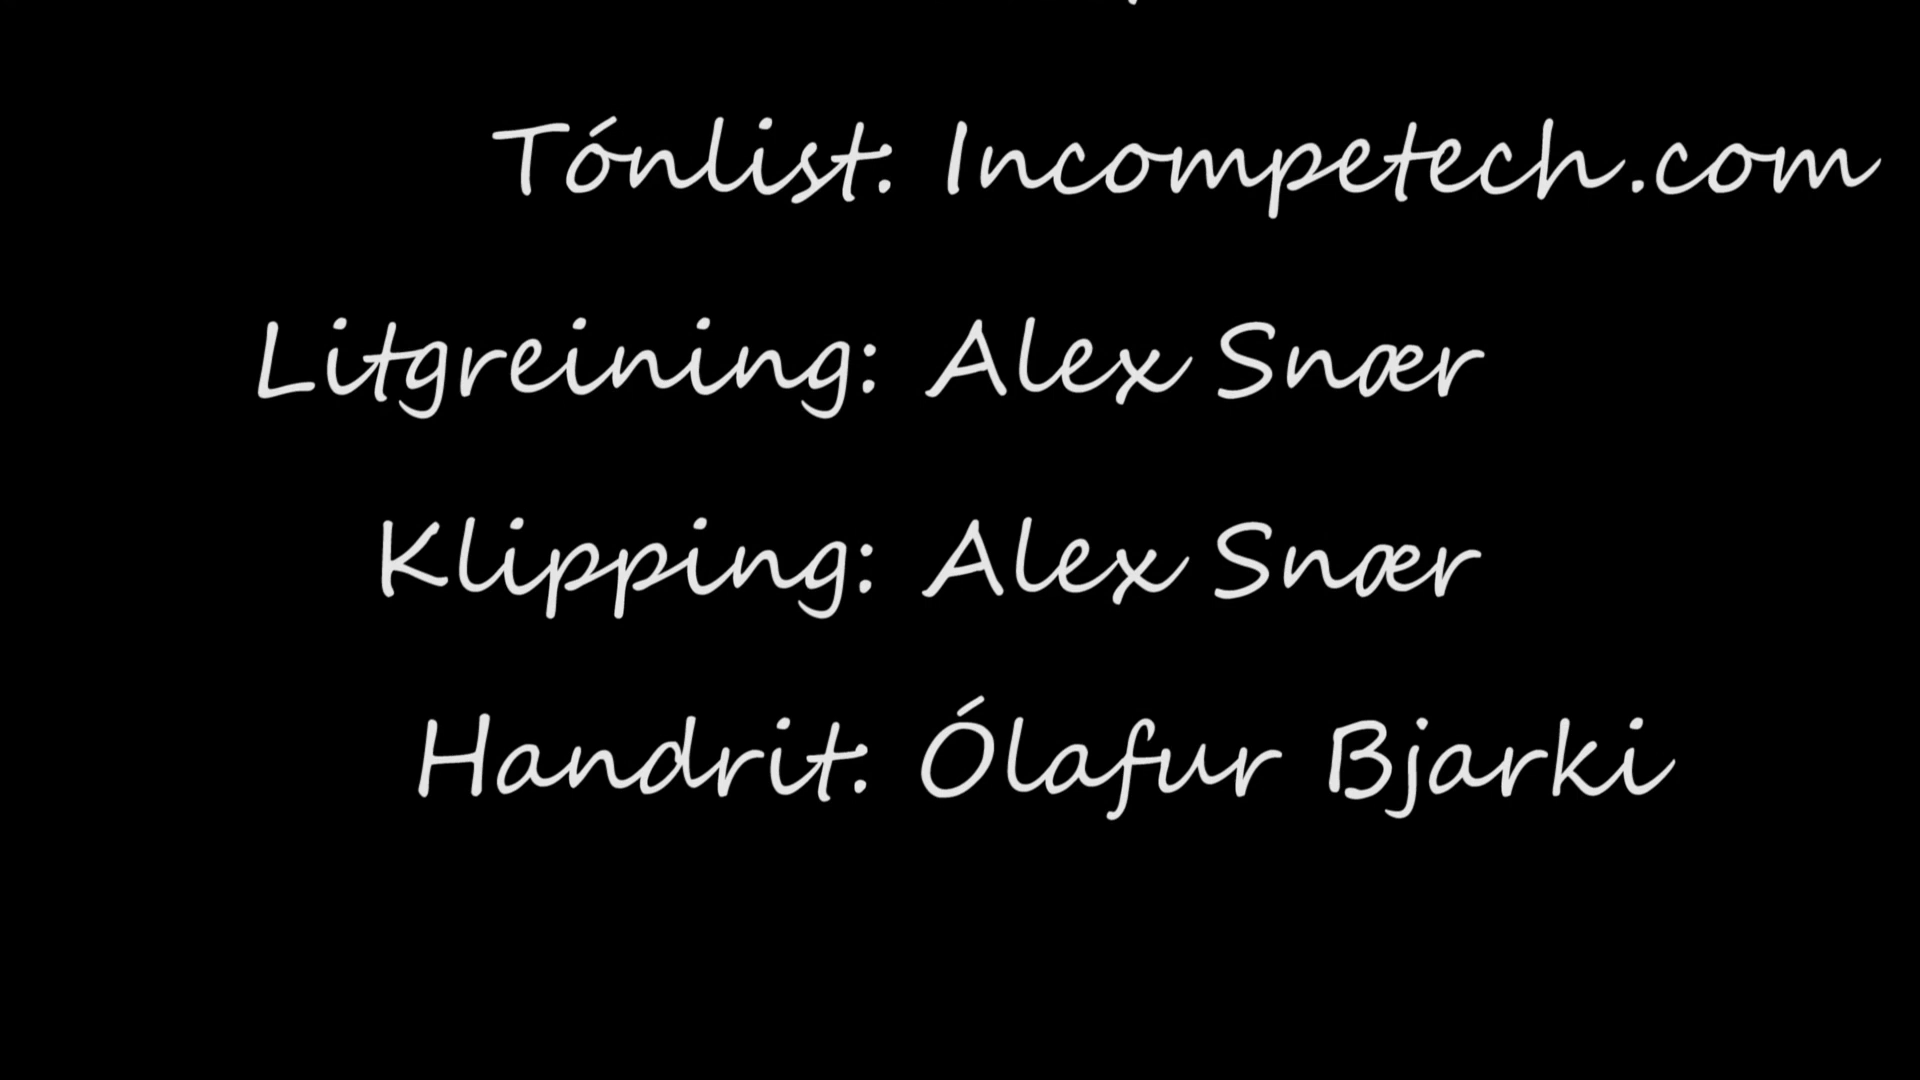 Tónlist: Incompetech.com
Litgreining: Alex Snær
Klipping: Alex Snær
Handrit: Ólafur Bjarki